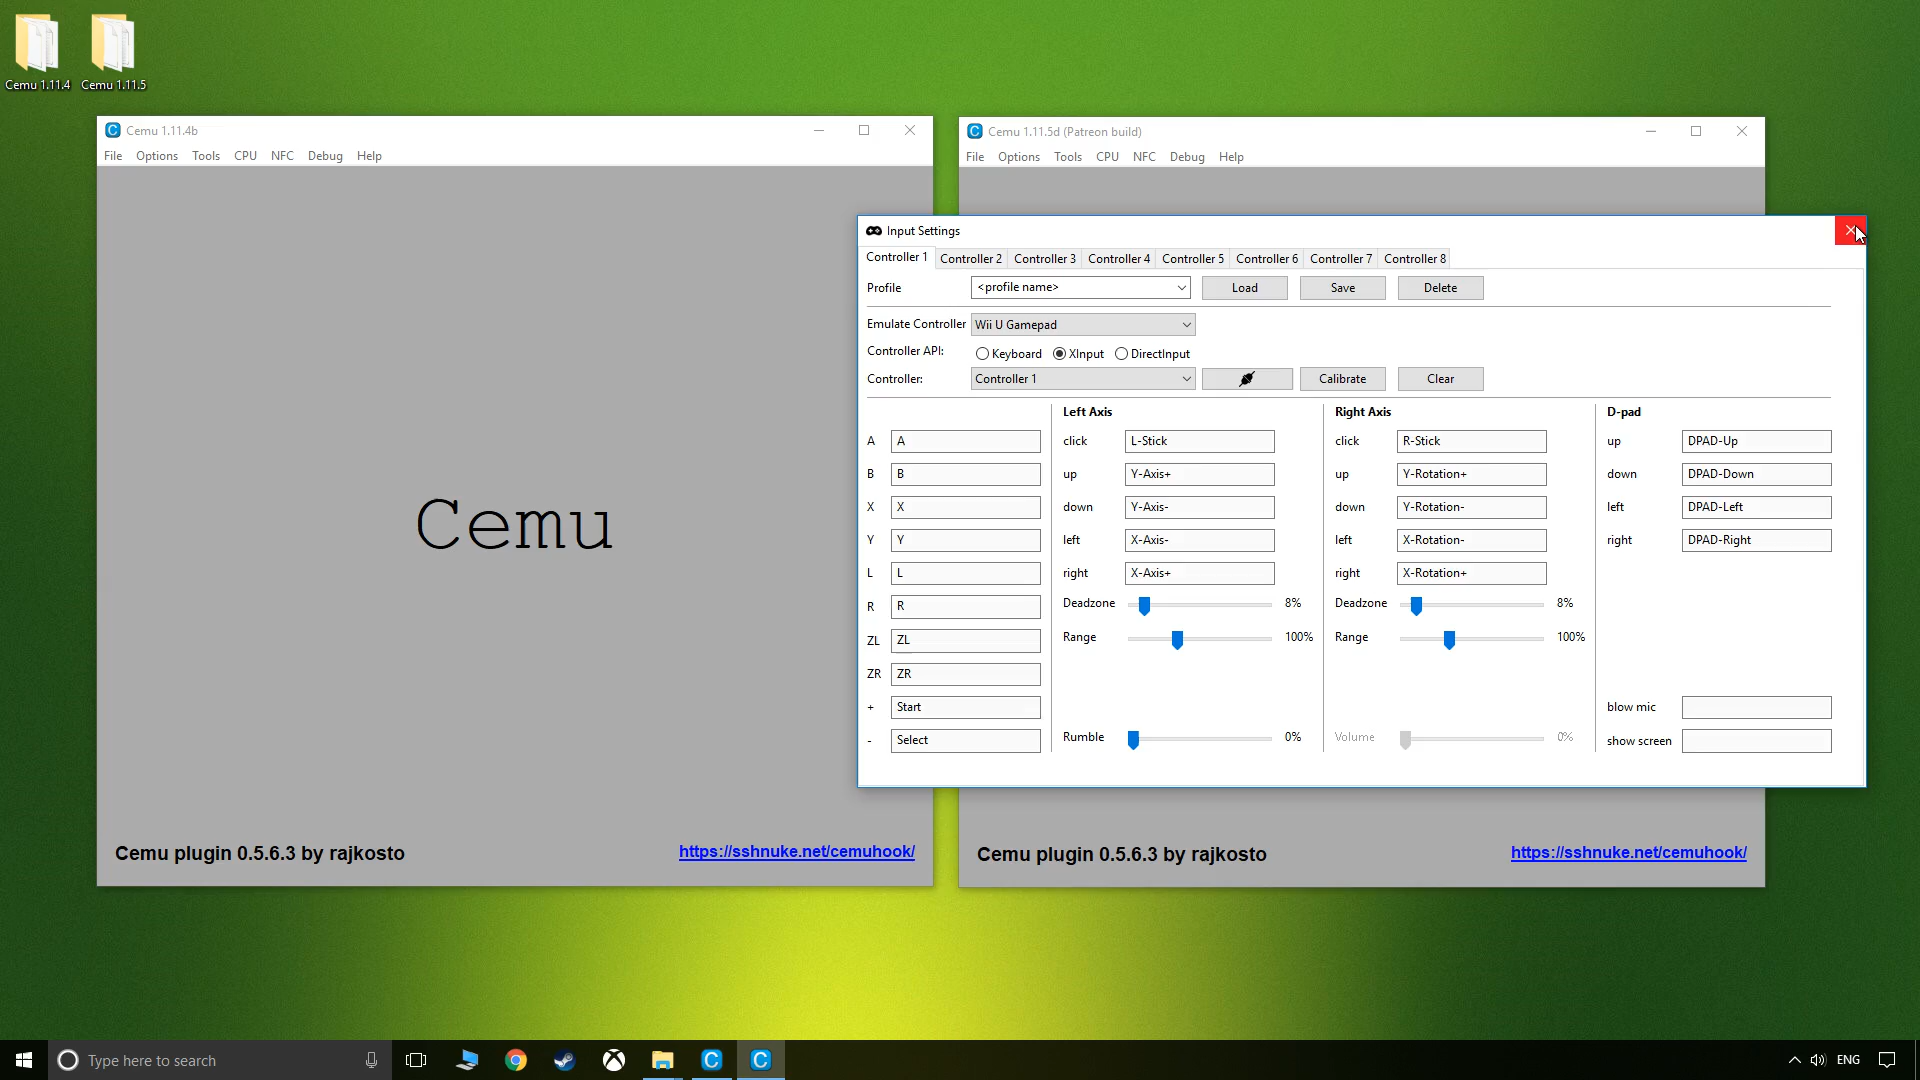 Cemu 1.11.4
Cemu 1.11.5
Cemu 1.11.4b
File Options Tools CPU NFC Debug Help
Cemu
Cemu plugin 0.5.6.3 by rajkosto
https://sshnuke.net/cemuhook/
Cemu 1.11.5d (Patreon build)
File Options Tools CPU NFC Debug Help
Input Settings
Controller 1 Controller 2 Controller 3 Controller 4 Controller 5 Controller 6 Controller 7 Controller 8
Profile <profile name> Load Save Delete
Emulate Controller Wii U Gamepad
Controller API: Keyboard XInput DirectInput
Controller: Controller 1 Calibrate Clear
Left Axis Right Axis D-pad
A A click L-Stick click R-Stick up DPAD-Up
B B up Y-Axis+ up Y-Rotation+ down DPAD-Down
X X down Y-Axis- down Y-Rotation- left DPAD-Left
Y Y left X-Axis- left X-Rotation- right DPAD-Right
L L right X-Axis+ right X-Rotation+
R R Deadzone 8% Deadzone 8%
ZL ZL Range 100% Range 100%
ZR ZR
+ Start blow mic
- Select Rumble 0% Volume 0% show screen
Cemu plugin 0.5.6.3 by rajkosto
https://sshnuke.net/cemuhook/
Type here to search
ENG